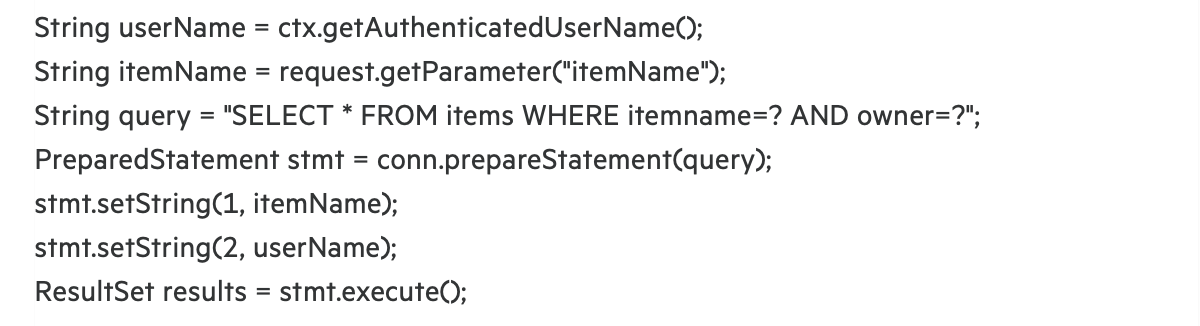 String userName = ctx.getAuthenticatedUserName();
String itemName = request.getParameter("itemName");
String query = "SELECT * FROM items WHERE itemname=? AND owner=?";
PreparedStatement stmt = conn.prepareStatement(query);
stmt.setString(1, itemName);
stmt.setString(2, userName);
ResultSet results = stmt.execute();